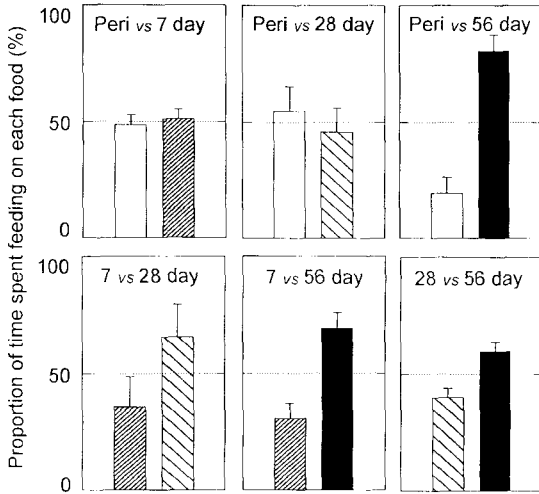 Proportion of time spent feeding on each food (%)
100
50
0
Peri vs 7 day
Peri vs 28 day
Peri vs 56 day
100
50
0
7 vs 28 day
7 vs 56 day
28 vs 56 day